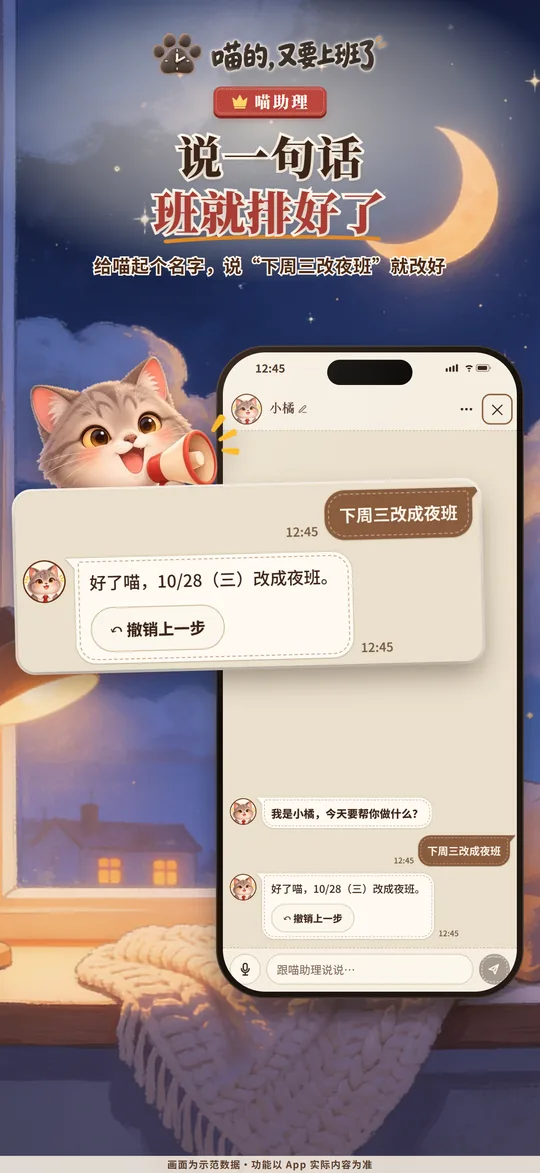 喵的,又要上班了
喵助理
说一句话
班就排好了
给喵起个名字，说“下周三改夜班”就改好
12:45
小橘
下周三改成夜班
12:45
好了喵，10/28（三）改成夜班。
撤销上一步
12:45
我是小橘，今天要帮你做什么？
下周三改成夜班
12:45
好了喵，10/28（三）改成夜班。
撤销上一步
12:45
跟喵助理说说…
画面为示范数据・功能以 App 实际内容为准